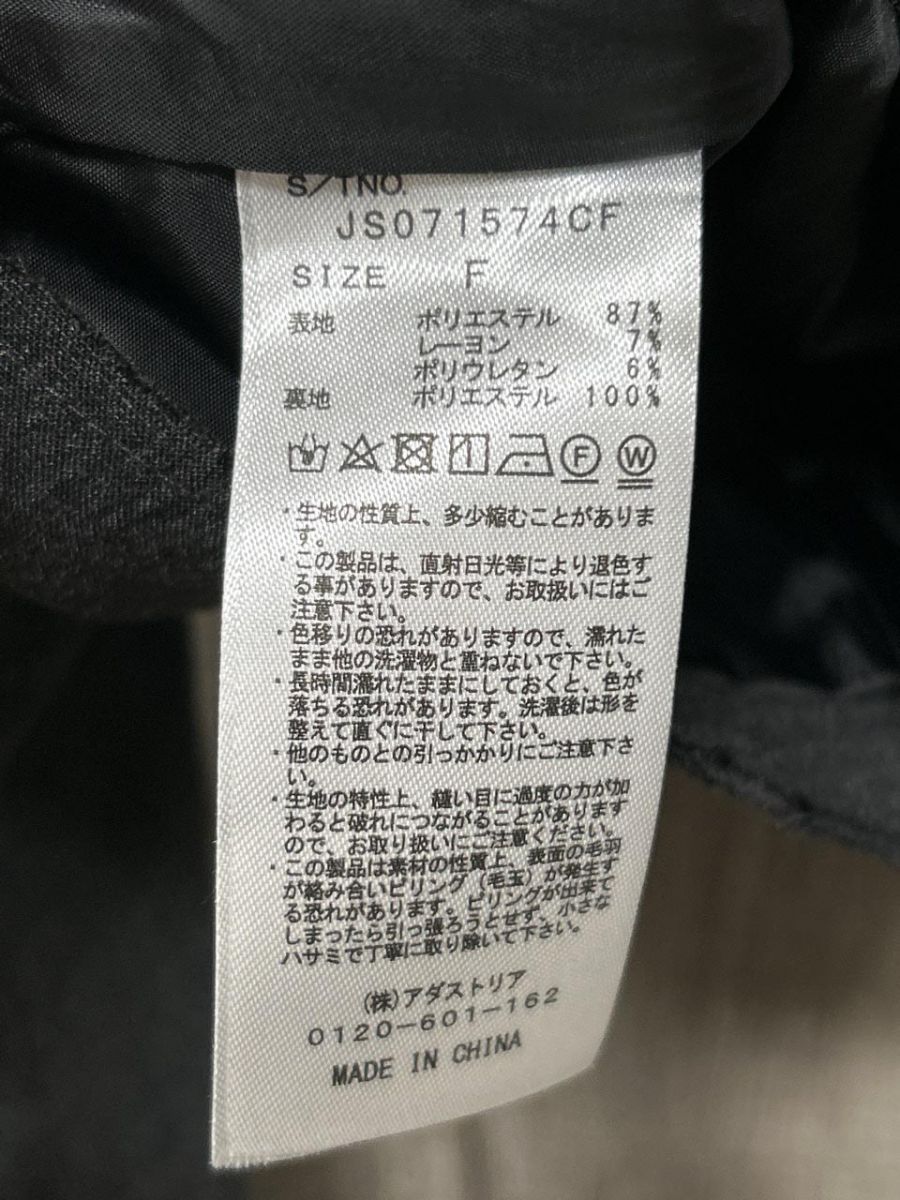 S/TNO.
JS071574CF
SIZE F
表地 ポリエステル 87%
レーヨン 7%
ポリウレタン 6%
裏地 ポリエステル 100%
F W
・生地の性質上、多少縮むことがありま
す。
・この製品は、直射日光等により退色す
る事がありますので、お取扱いにはご
注意下さい。
・色移りの恐れがありますので、濡れた
まま他の洗濯物と重ねないで下さい。
・長時間濡れたままにしておくと、色が
落ちる恐れがあります。洗濯後は形を
整えて直ぐに干して下さい。
・他のものとの引っかかりにご注意下さ
い。
・生地の特性上、縫い目に過度の力が加
わると破れにつながることがあります
ので、お取り扱いにご注意ください。
・この製品は素材の性質上、表面の毛羽
が絡み合いピリング(毛玉)が発生す
る恐れがあります。ピリングが出来て
しまったら引っ張ろうとせず、小さな
ハサミで丁寧に取り除いて下さい。
(株)アダストリア
0120-601-162
MADE IN CHINA